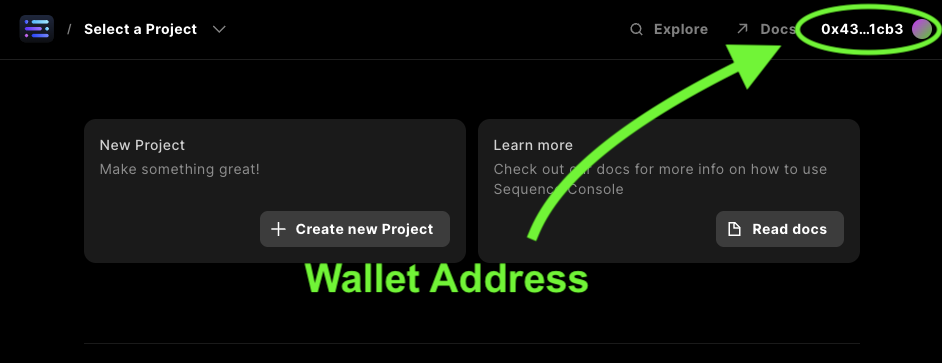 / Select a Project
Explore
Docs
0x43...1cb3
New Project
Make something great!
Create new Project
Learn more
Check out our docs for more info on how to use
Sequence Console
Read docs
Wallet Address